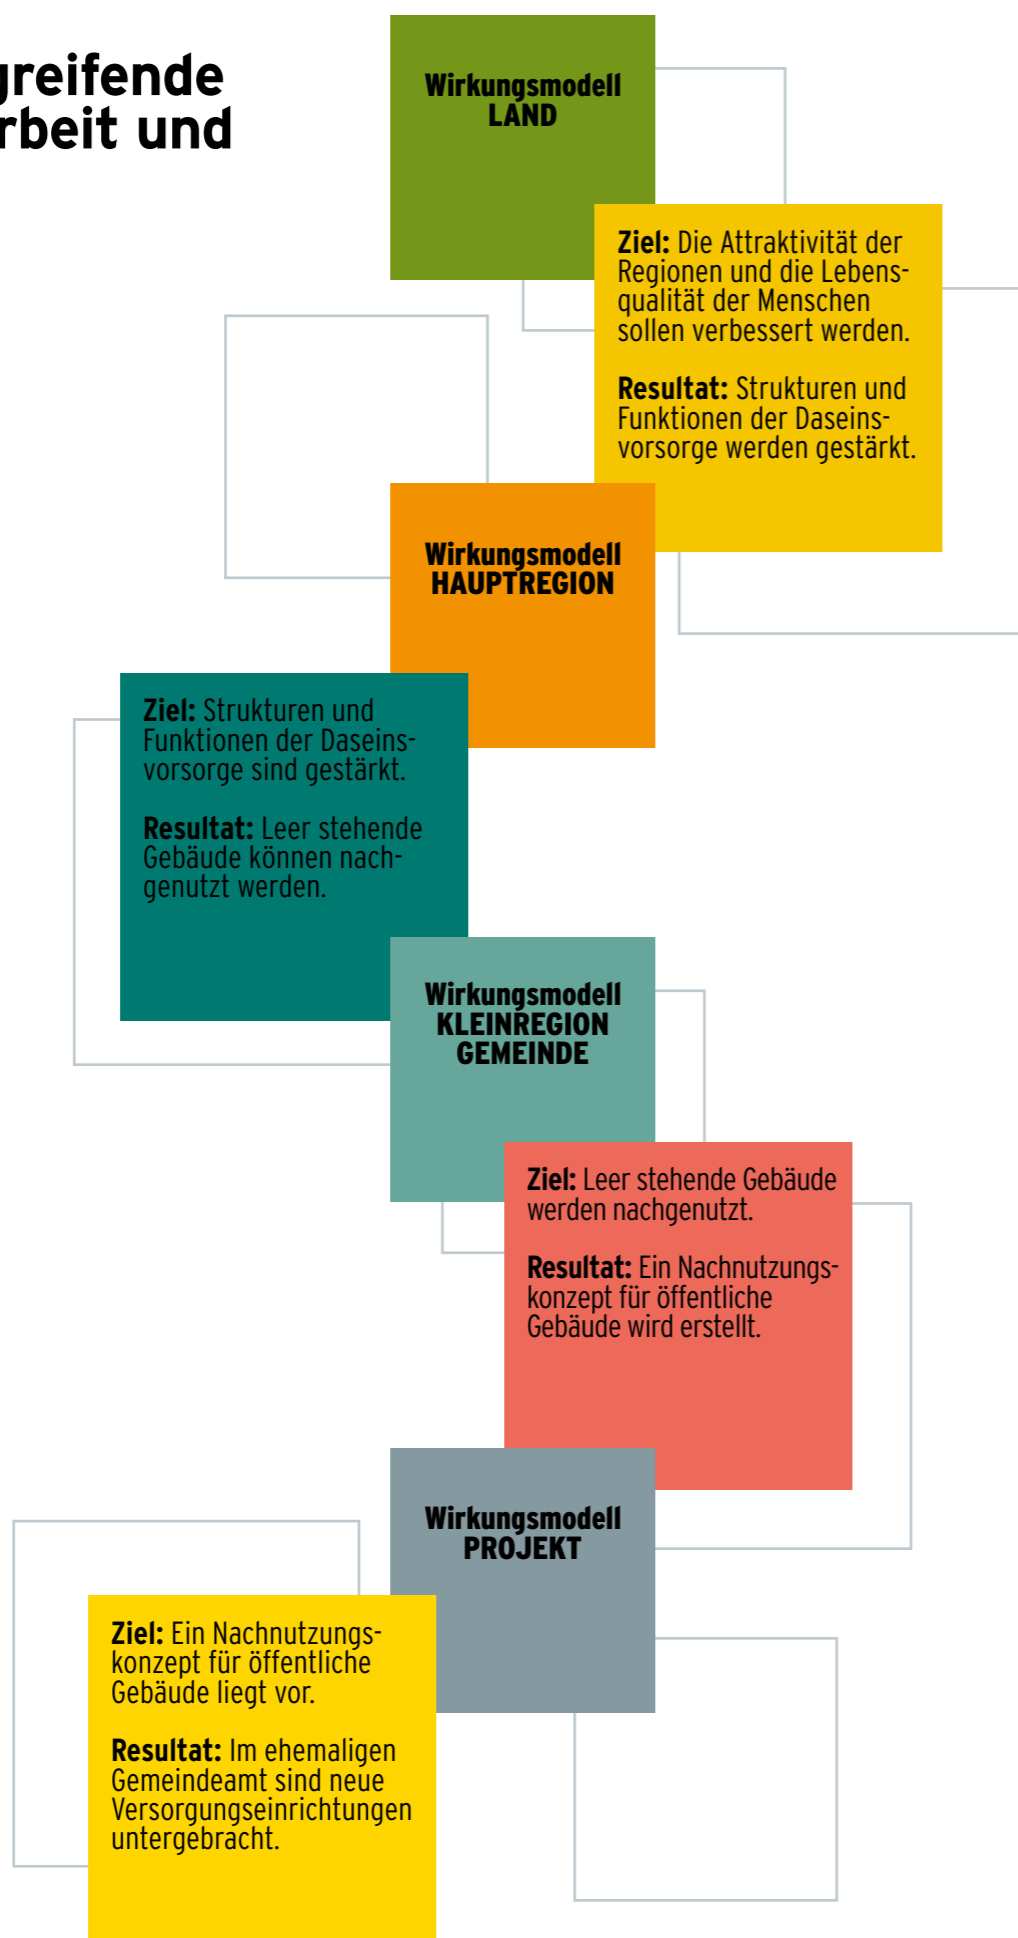 greifende
rbeit und
Wirkungsmodell
LAND
Ziel: Die Attraktivität der
Regionen und die Lebens-
qualität der Menschen
sollen verbessert werden.
Resultat: Strukturen und
Funktionen der Daseins-
vorsorge werden gestärkt.
Wirkungsmodell
HAUPTREGION
Ziel: Strukturen und
Funktionen der Daseins-
vorsorge sind gestärkt.
Resultat: Leer stehende
Gebäude können nach-
genutzt werden.
Wirkungsmodell
KLEINREGION
GEMEINDE
Ziel: Leer stehende Gebäude
werden nachgenutzt.
Resultat: Ein Nachnutzungs-
konzept für öffentliche
Gebäude wird erstellt.
Wirkungsmodell
PROJEKT
Ziel: Ein Nachnutzungs-
konzept für öffentliche
Gebäude liegt vor.
Resultat: Im ehemaligen
Gemeindeamt sind neue
Versorgungseinrichtungen
untergebracht.